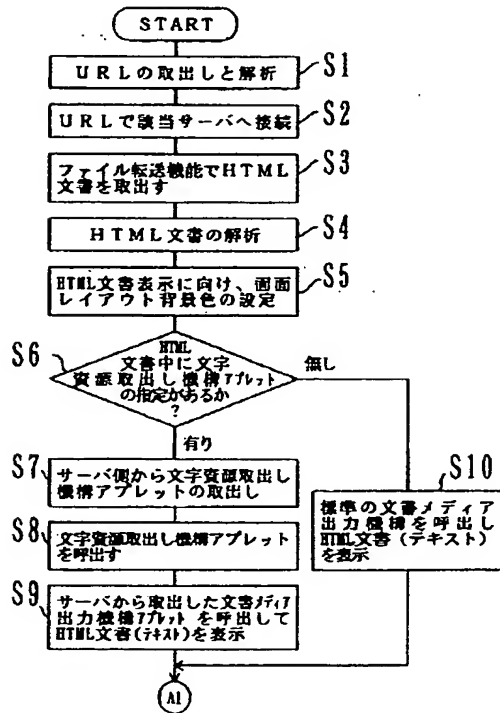 START
URLの取出しと解析
S1
URLで該当サーバへ接続
S2
ファイル転送機能でHTML
文書を取出す
S3
HTML文書の解析
S4
HTML文書表示に向け、画面
レイアウト背景色の設定
S5
S6
HTML
文書中に文字
資源取出し機構アプレット
の指定があるか
?
無し
有り
S7
サーバ側から文字資源取出し
機構アプレットの取出し
S8
文字資源取出し機構アプレット
を呼出す
S9
サーバから取出した文書メディア
出力機構アプレットを呼出して
HTML文書(テキスト)を表示
S10
標準の文書メディア
出力機構を呼出し
HTML文書(テキスト)
を表示
A1